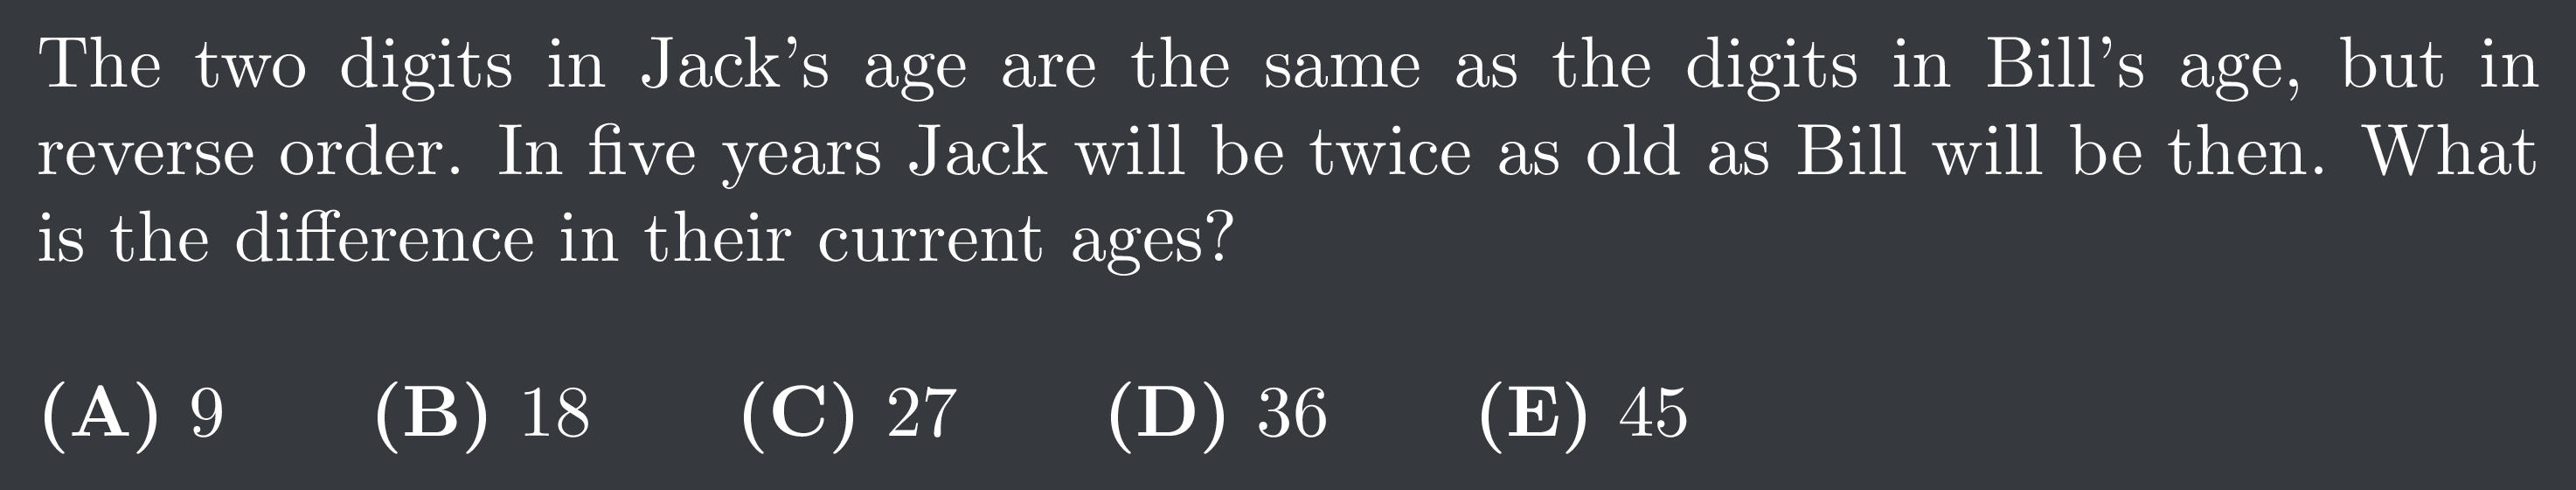 The two digits in Jack's age are the same as the digits in Bill's age, but in
reverse order. In five years Jack will be twice as old as Bill will be then. What
is the difference in their current ages?
(A) 9 (B) 18 (C) 27 (D) 36 (E) 45